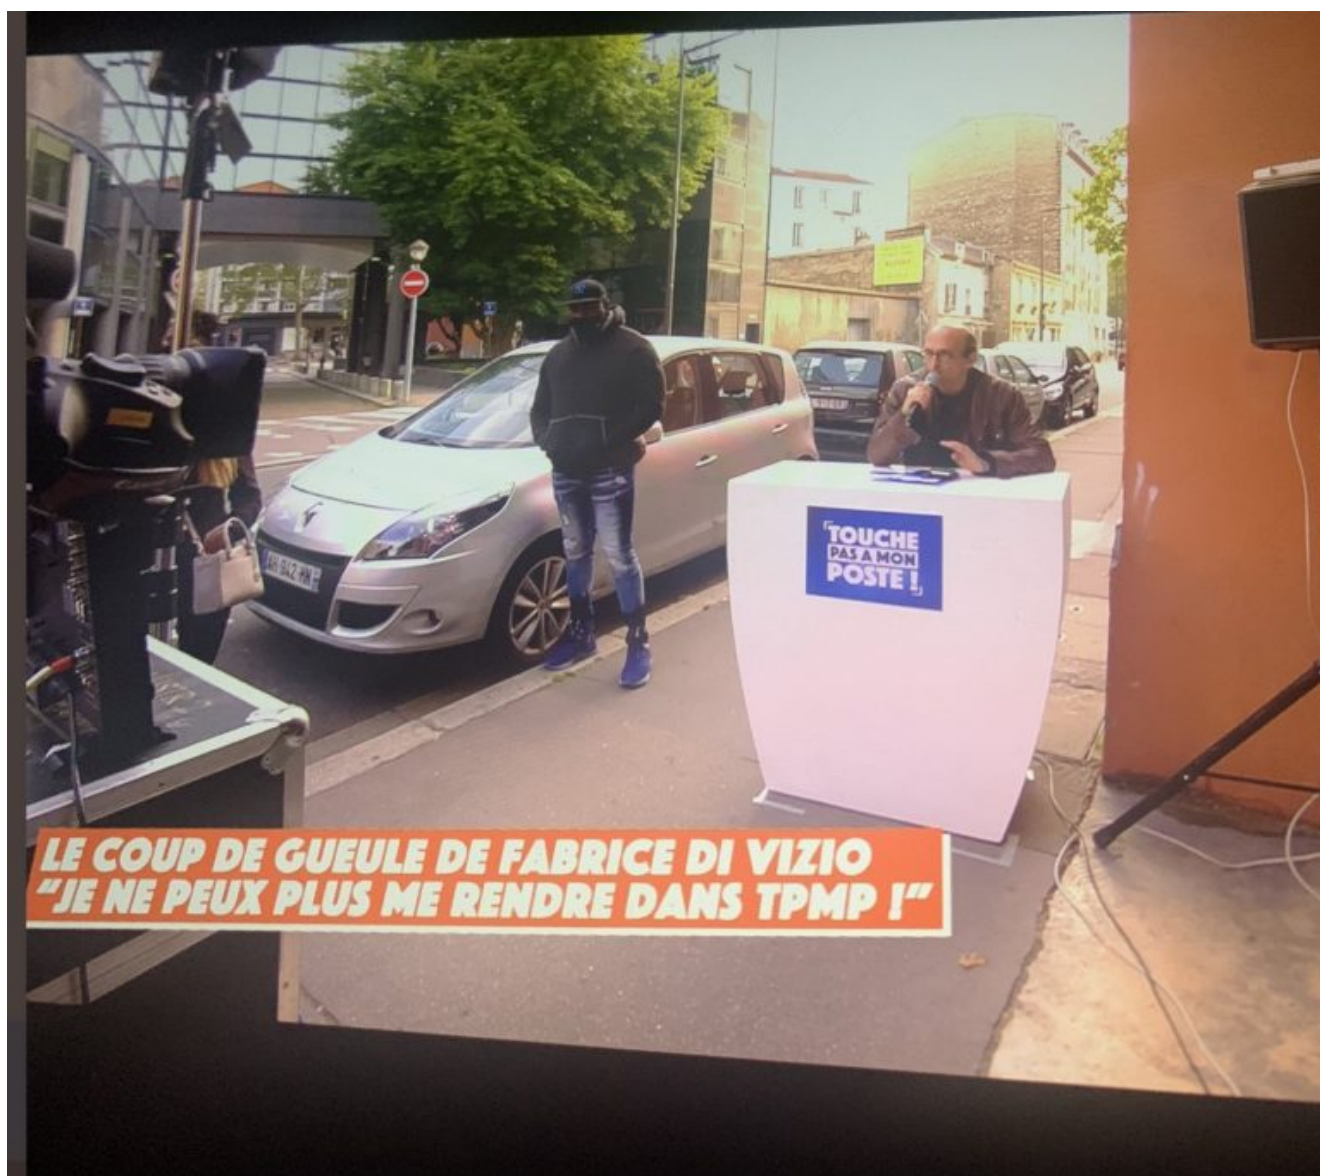 TOUCHE
PAS A MON
POSTE !
LE COUP DE GUEULE DE FABRICE DI VIZIO
"JE NE PEUX PLUS ME RENDRE DANS TPMP !"